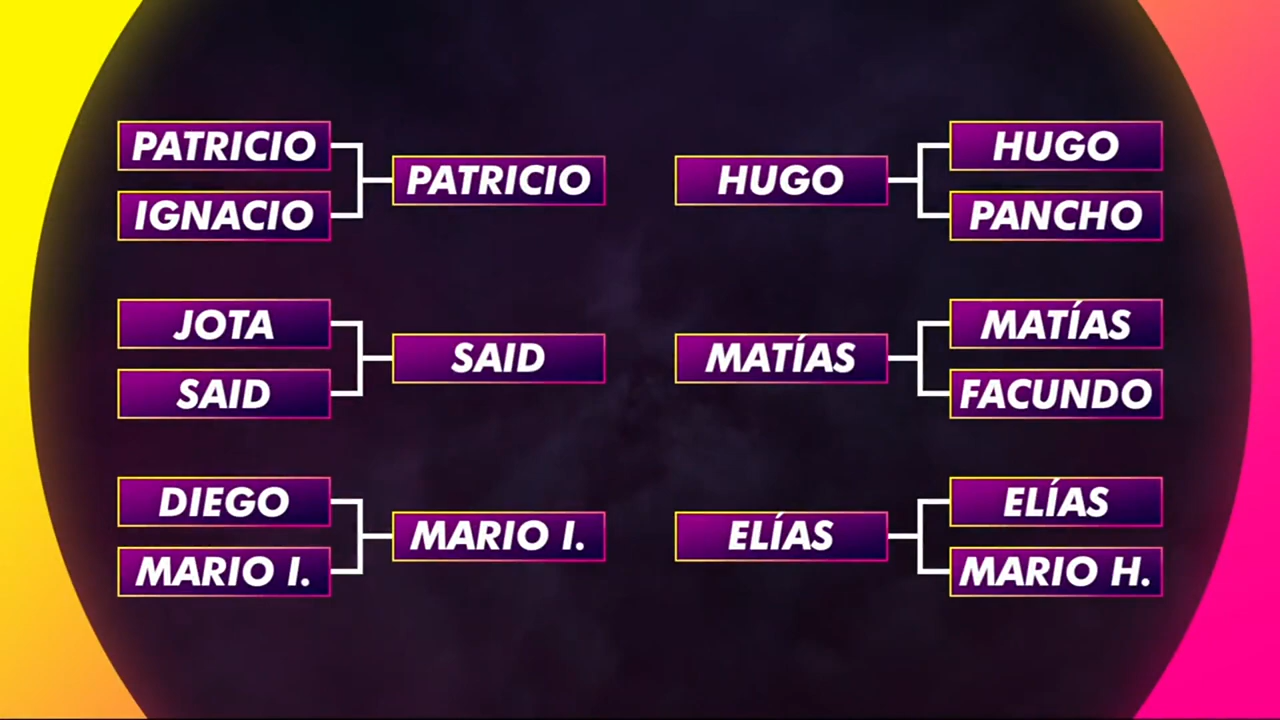 PATRICIO
IGNACIO
PATRICIO
JOTA
SAID
SAID
DIEGO
MARIO I.
MARIO I.
HUGO
HUGO
PANCHO
MATÍAS
MATÍAS
FACUNDO
ELÍAS
ELÍAS
MARIO H.